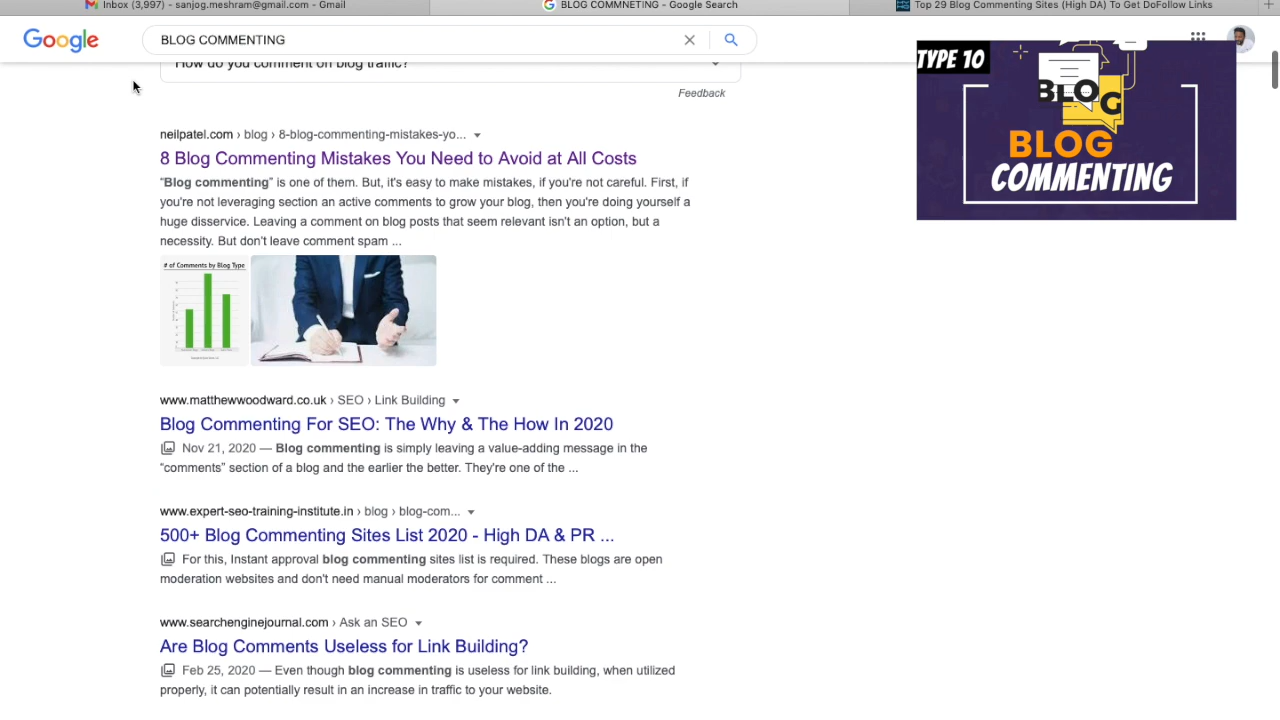 Inbox (3,997) - sanjog.meshram@gmail.com - Gmail
BLOG COMMNETING - Google Search
Top 29 Blog Commenting Sites (High DA) To Get DoFollow Links
Google
BLOG COMMENTING
How do you comment on blog traffic?
Feedback
TYPE 10
BLOG
BLOG
COMMENTING
neilpatel.com › blog › 8-blog-commenting-mistakes-yo...
8 Blog Commenting Mistakes You Need to Avoid at All Costs
“Blog commenting” is one of them. But, it's easy to make mistakes, if you're not careful. First, if
you're not leveraging section an active comments to grow your blog, then you're doing yourself a
huge disservice. Leaving a comment on blog posts that seem relevant isn't an option, but a
necessity. But don't leave comment spam ...
# of Comments by Blog Type
www.matthewwoodward.co.uk › SEO › Link Building
Blog Commenting For SEO: The Why & The How In 2020
Nov 21, 2020 — Blog commenting is simply leaving a value-adding message in the
“comments” section of a blog and the earlier the better. They're one of the ...
www.expert-seo-training-institute.in › blog › blog-com...
500+ Blog Commenting Sites List 2020 - High DA & PR ...
For this, Instant approval blog commenting sites list is required. These blogs are open
moderation websites and don't need manual moderators for comment ...
www.searchenginejournal.com › Ask an SEO
Are Blog Comments Useless for Link Building?
Feb 25, 2020 — Even though blog commenting is useless for link building, when utilized
properly, it can potentially result in an increase in traffic to your website.